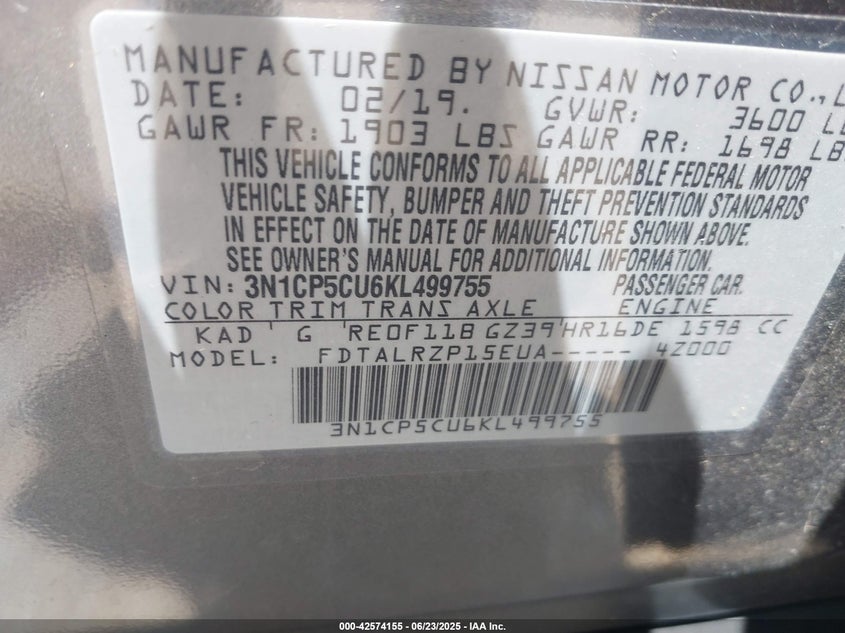 MANUFACTURED BY NISSAN MOTOR CO., L
DATE: 02/19. GVWR: 3600 LB
GAWR FR: 1903 LBS GAWR RR: 1698 LBS
THIS VEHICLE CONFORMS TO ALL APPLICABLE FEDERAL MOTOR
VEHICLE SAFETY, BUMPER AND THEFT PREVENTION STANDARDS
IN EFFECT ON THE DATE OF MANUFACTURE SHOWN ABOVE.
SEE OWNER'S MANUAL FOR ADDITIONAL INFORMATION.
VIN: 3N1CP5CU6KL499755 PASSENGER CAR.
COLOR TRIM TRANS AXLE ENGINE
KAD G RE0F11B GZ39 HR16DE 1598 CC
MODEL: FDTALRZP15EUA----- 4Z000
3N1CP5CU6KL499755
000-42574155 - 06/23/2025 - IAA Inc.